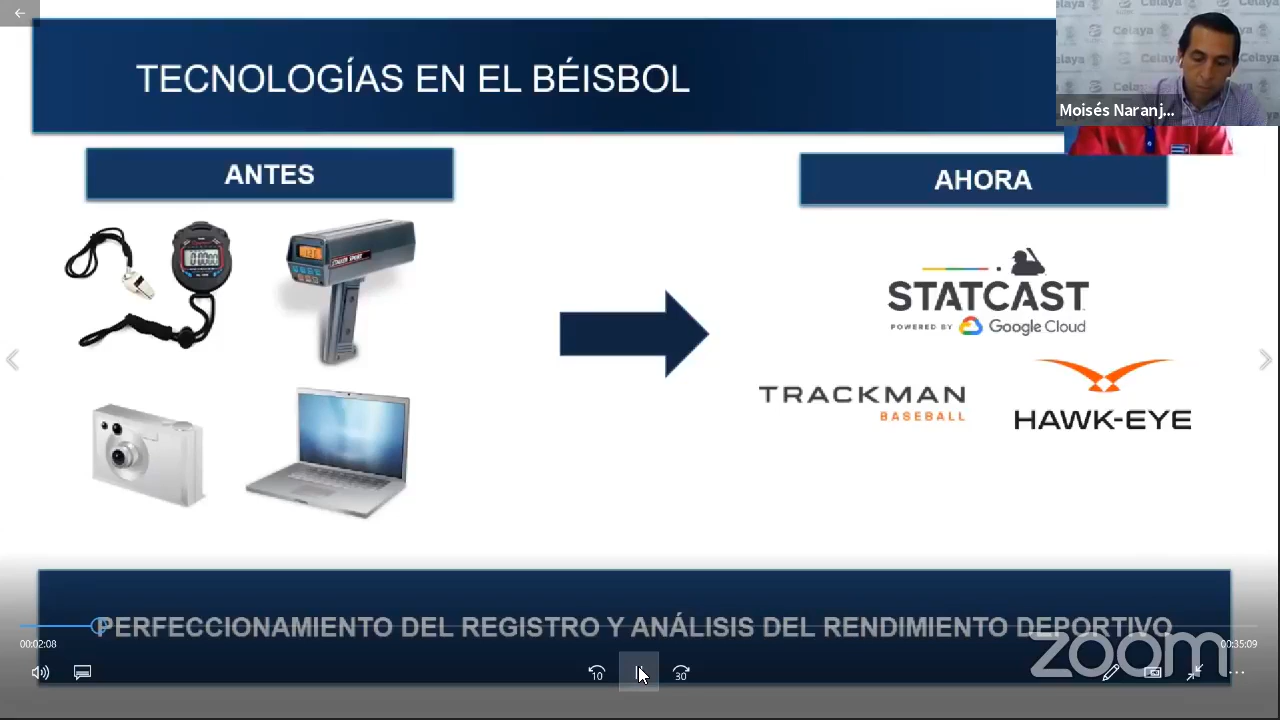 TECNOLOGÍAS EN EL BÉISBOL
Celaya
Moisés Naranj...
ANTES
AHORA
STATCAST
POWERED BY Google Cloud
TRACKMAN
BASEBALL
HAWK-EYE
PERFECCIONAMIENTO DEL REGISTRO Y ANÁLISIS DEL RENDIMIENTO DEPORTIVO
00:02:08
00:35:09
10
30
zoom